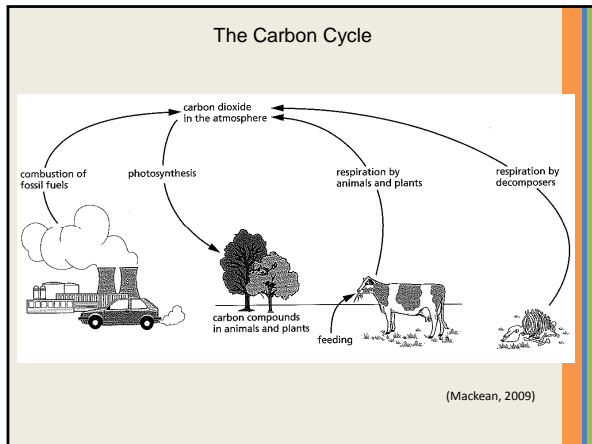 The Carbon Cycle
carbon dioxide
in the atmosphere
combustion of
fossil fuels
photosynthesis
respiration by
animals and plants
respiration by
decomposers
carbon compounds
in animals and plants
feeding
(Mackean, 2009)